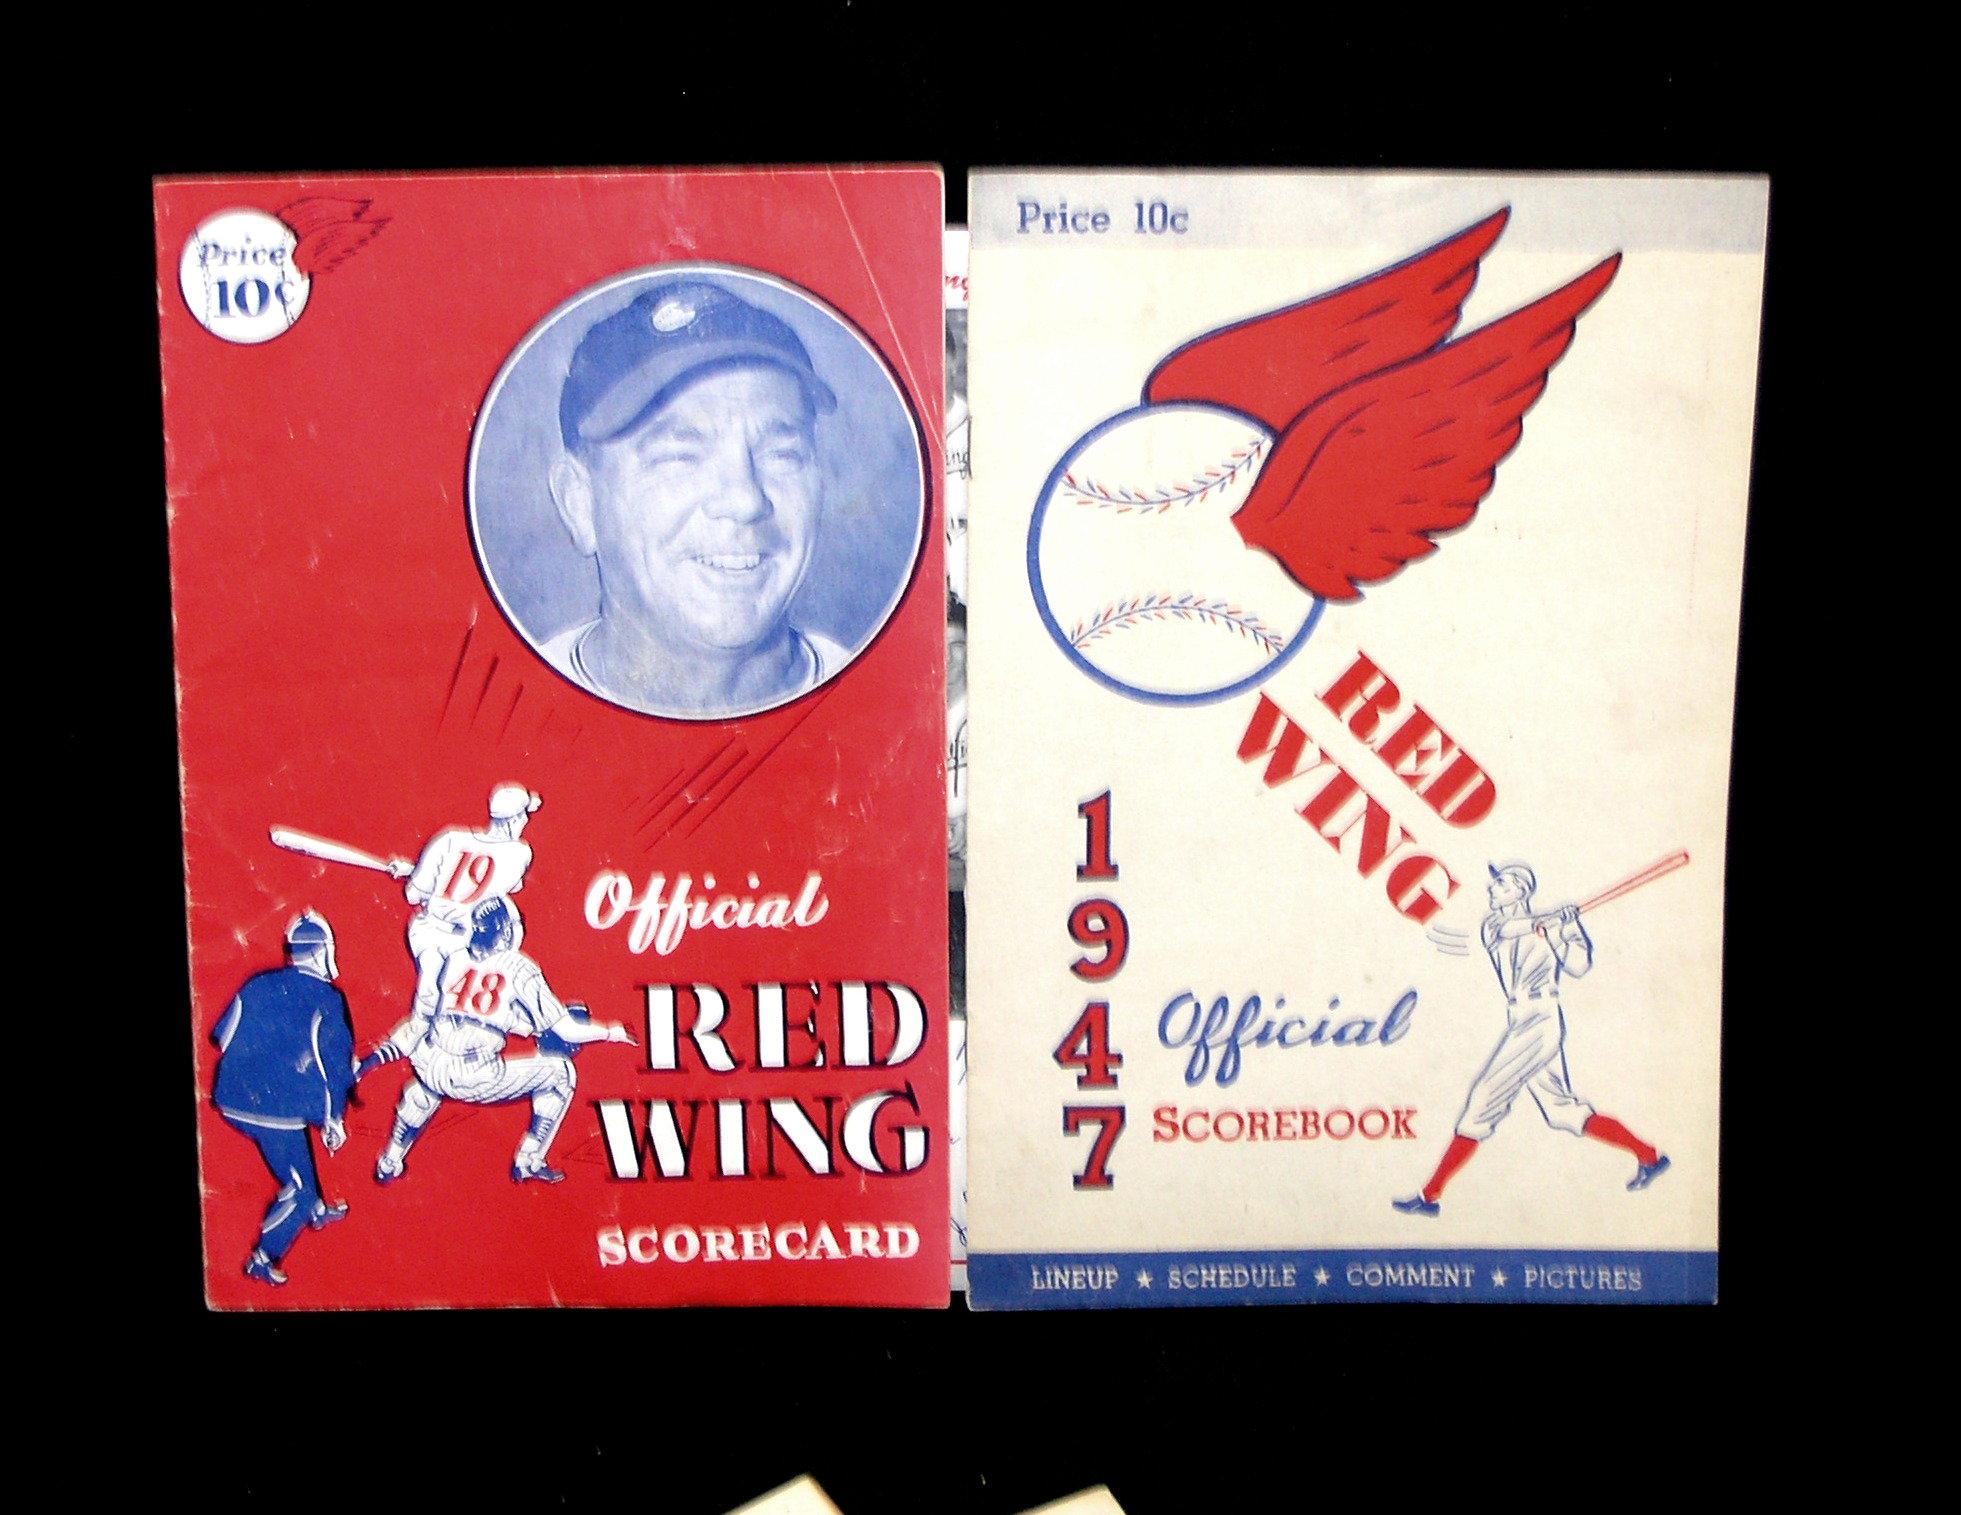 Price
10¢
19
48
Official
RED
WING
SCORECARD
Price 10c
RED
WING
1
9
4
7
Official
SCOREBOOK
LINEUP ★ SCHEDULE ★ COMMENT ★ PICTURES